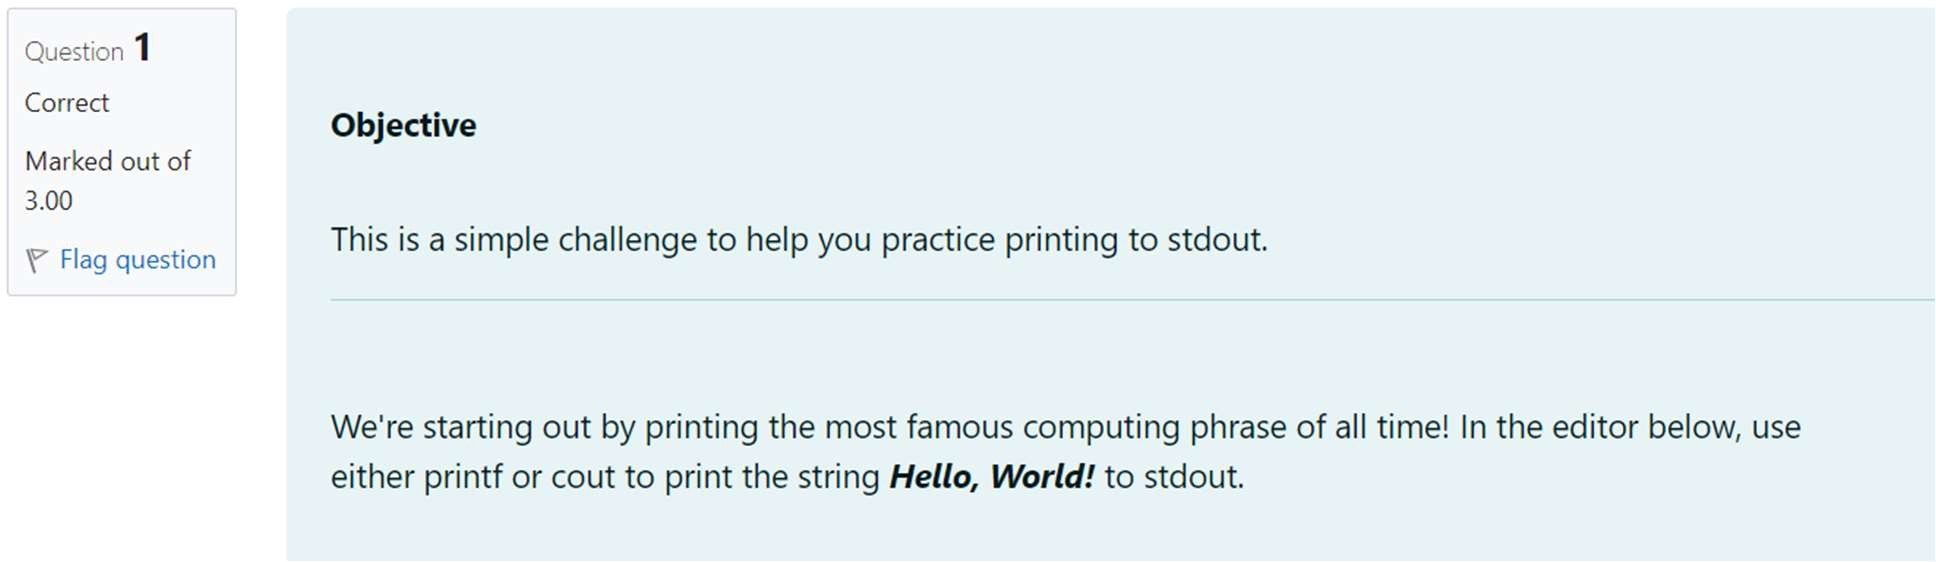 Question 1
Correct
Marked out of
3.00
Flag question
Objective
This is a simple challenge to help you practice printing to stdout.
We're starting out by printing the most famous computing phrase of all time! In the editor below, use
either printf or cout to print the string Hello, World! to stdout.